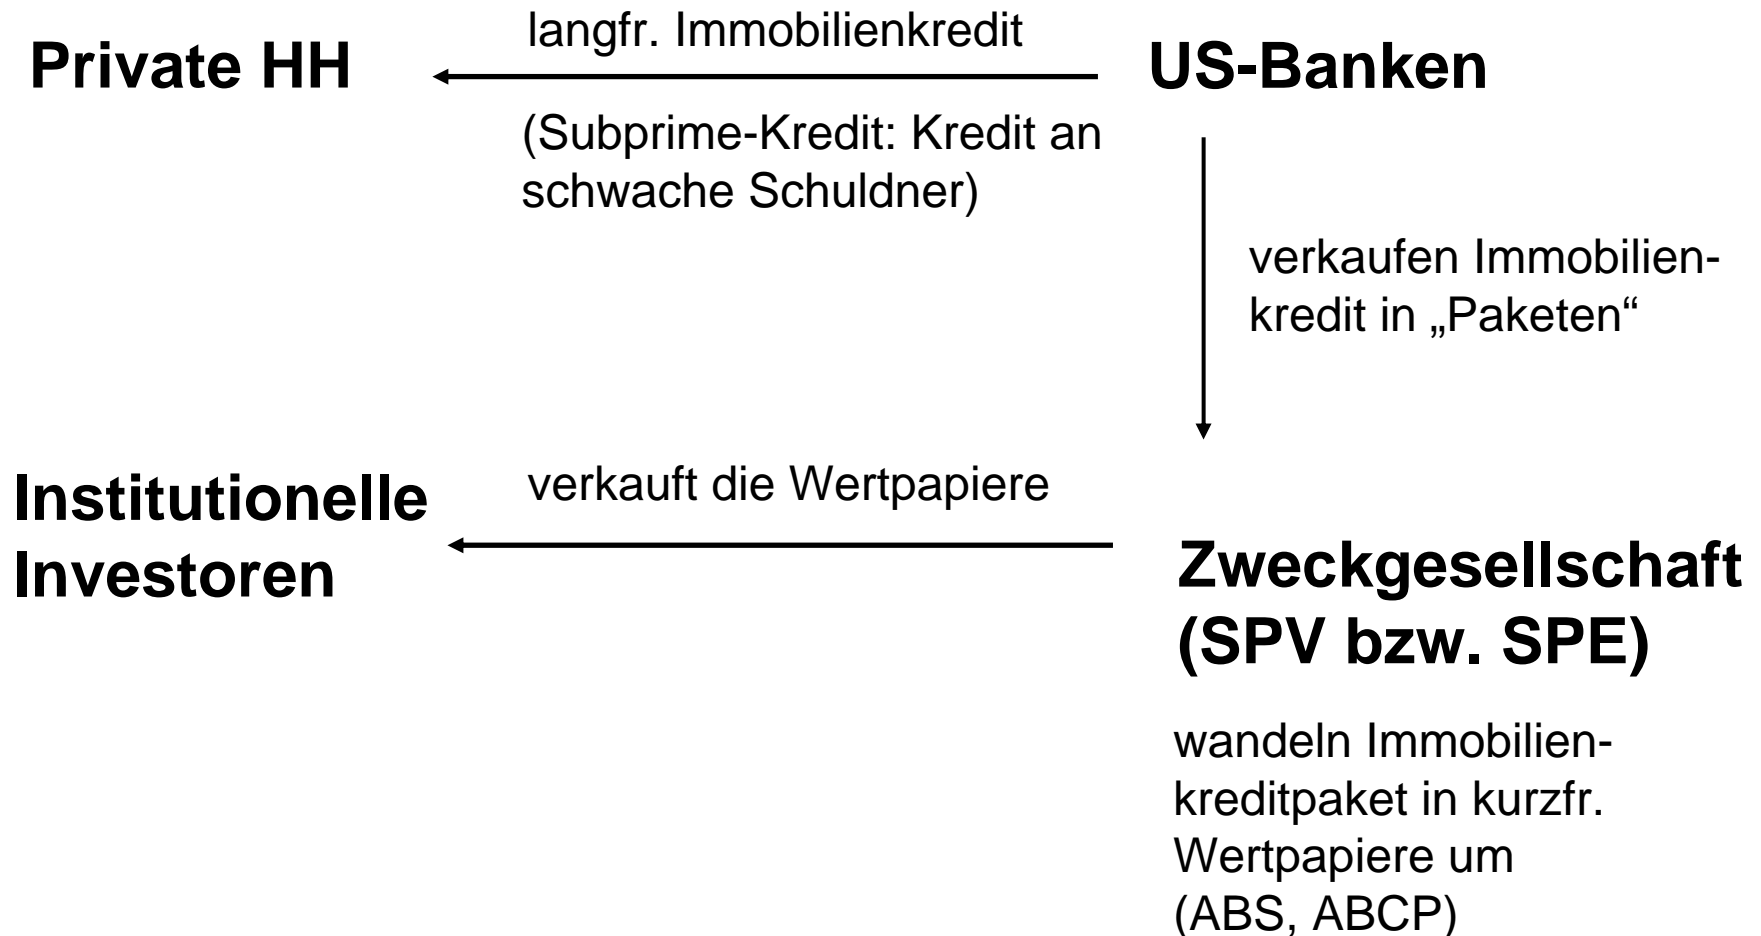 langfr. Immobilienkredit
Private HH
US-Banken
(Subprime-Kredit: Kredit an
schwache Schuldner)
verkaufen Immobilien-
kredit in „Paketen“
Institutionelle
Investoren
verkauft die Wertpapiere
Zweckgesellschaft
(SPV bzw. SPE)
wandeln Immobilien-
kreditpaket in kurzfr.
Wertpapiere um
(ABS, ABCP)